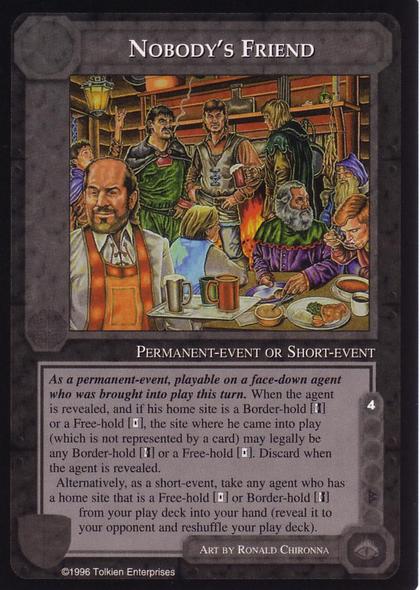 NOBODY'S FRIEND
PERMANENT-EVENT OR SHORT-EVENT
As a permanent-event, playable on a face-down agent
who was brought into play this turn. When the agent
is revealed, and if his home site is a Border-hold []
or a Free-hold [], the site where he came into play
(which is not represented by a card) may legally be
any Border-hold [] or a Free-hold []. Discard when
the agent is revealed.
4
Alternatively, as a short-event, take any agent who has
a home site that is a Free-hold [] or Border-hold []
from your play deck into your hand (reveal it to
your opponent and reshuffle your play deck).
ART BY RONALD CHIRONNA
©1996 Tolkien Enterprises